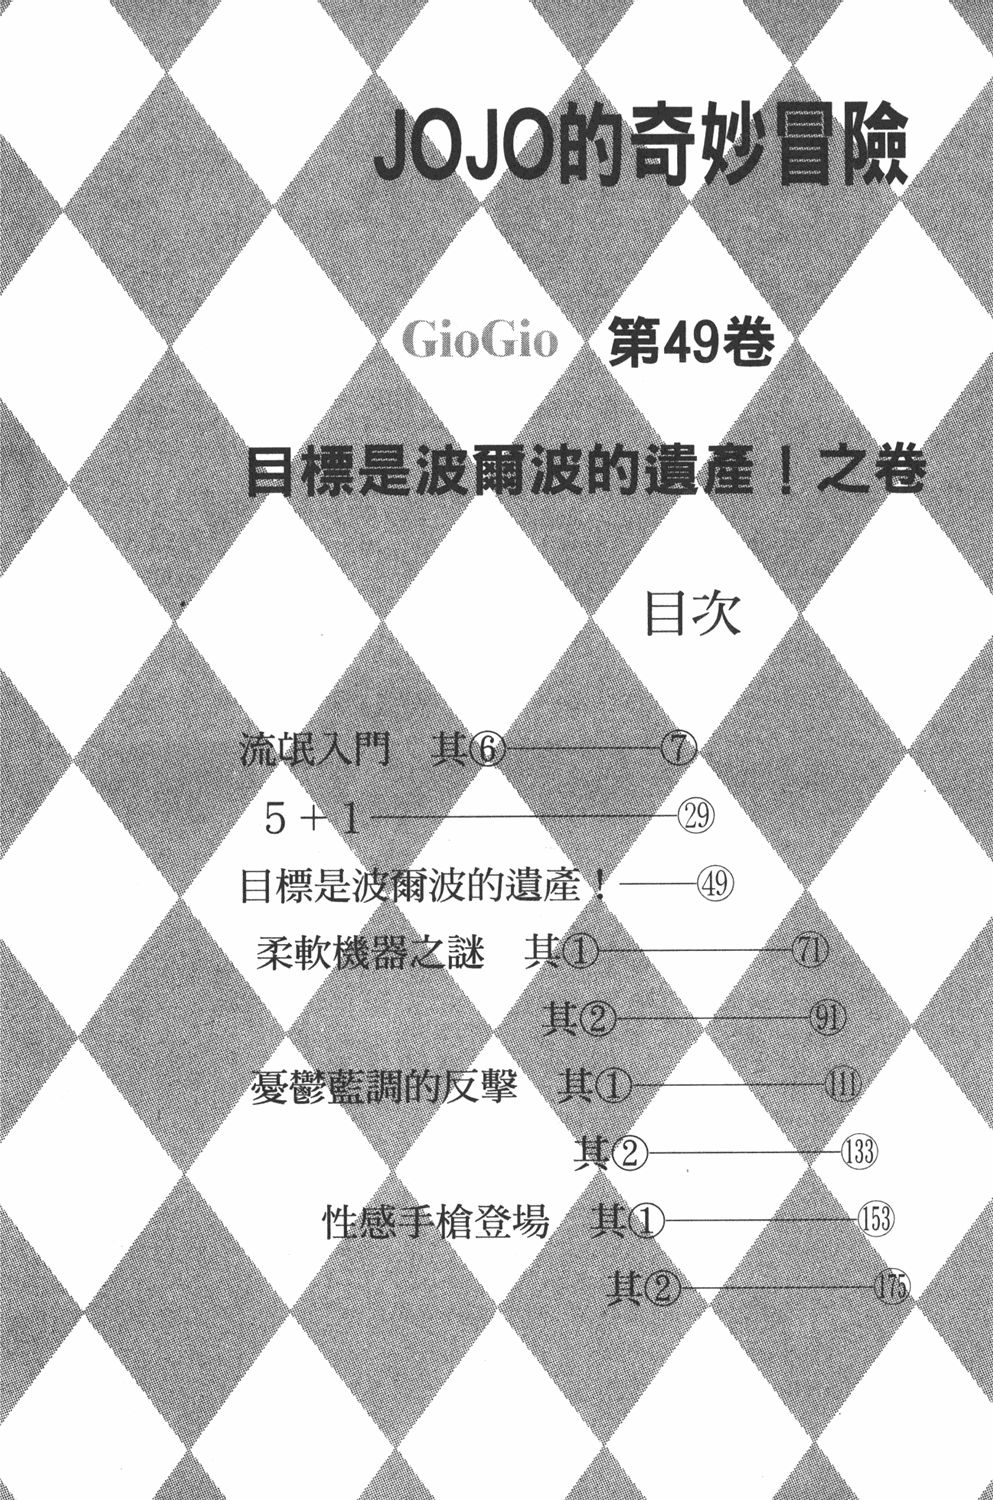 JOJO的奇妙冒險
GioGio 第49卷
目標是波爾波的遺產！之卷
目次
流氓入門　其⑥——⑦
5＋1——㉙
目標是波爾波的遺產！——㊾
柔軟機器之謎　其①——71
其②——91
憂鬱藍調的反擊　其①——111
其②——133
性感手槍登場　其①——153
其②——175